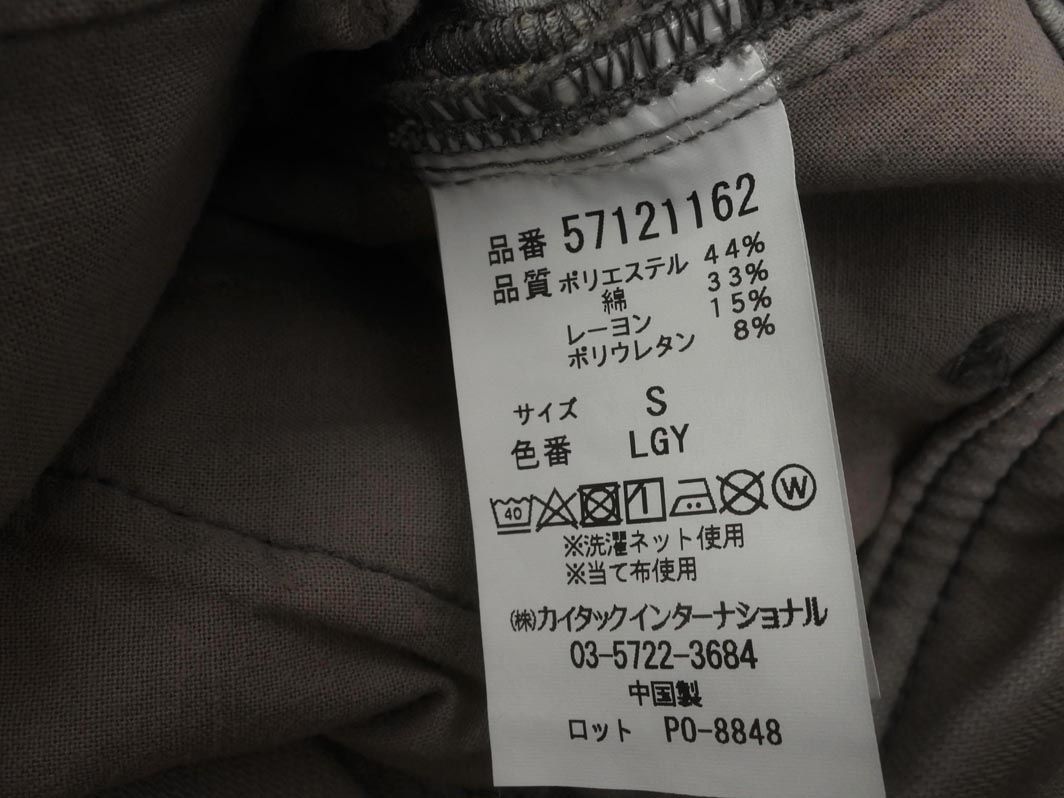 品番 57121162
品質 ポリエステル 44%
綿 33%
レーヨン 15%
ポリウレタン 8%
サイズ S
色番 LGY
40 W
※洗濯ネット使用
※当て布使用
㈱カイタックインターナショナル
03-5722-3684
中国製
ロット PO-8848